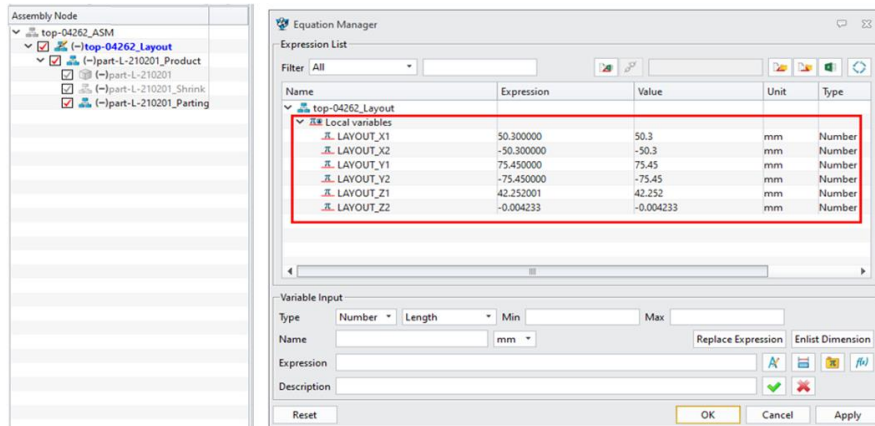 Assembly Node
top-04262_ASM
(-)top-04262_Layout
(-)part-L-210201_Product
(-)part-L-210201
(-)part-L-210201_Shrink
(-)part-L-210201_Parting
Equation Manager
Expression List
Filter All
Name Expression Value Unit Type
top-04262_Layout
Local variables
LAYOUT_X1 50.300000 50.3 mm Number
LAYOUT_X2 -50.300000 -50.3 mm Number
LAYOUT_Y1 75.450000 75.45 mm Number
LAYOUT_Y2 -75.450000 -75.45 mm Number
LAYOUT_Z1 42.252001 42.252 mm Number
LAYOUT_Z2 -0.004233 -0.004233 mm Number
Variable Input
Type Number Length Min Max
Name mm Replace Expression Enlist Dimension
Expression f(x)
Description
Reset OK Cancel Apply